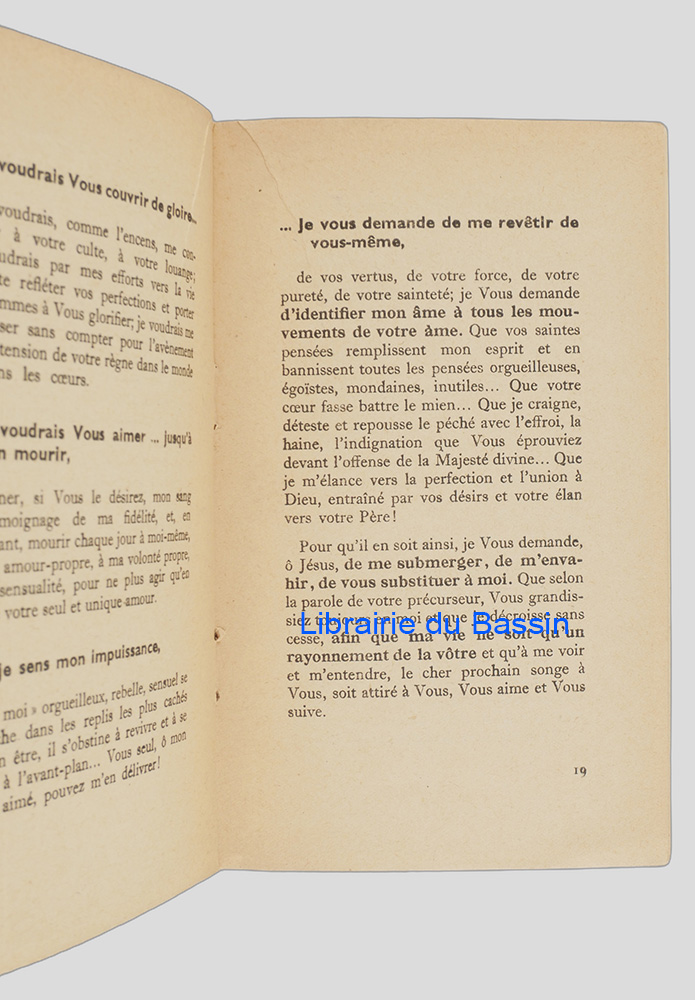 voudrais Vous couvrir de gloire...
voudrais, comme l'encens, me con-
à votre culte, à votre louange;
udrais par mes efforts vers la vie
te refléter vos perfections et porter
ommes à Vous glorifier; je voudrais me
ser sans compter pour l'avènement
tension de votre règne dans le monde
ns les cœurs.
voudrais Vous aimer ... jusqu'à
n mourir,
ner, si Vous le désirez, mon sang
moignage de ma fidélité, et, en
ant, mourir chaque jour à moi-même,
amour-propre, à ma volonté propre,
sensualité, pour ne plus agir qu'en
votre seul et unique amour.
je sens mon impuissance,
moi » orgueilleux, rebelle, sensuel se
che dans les replis les plus cachés
n être, il s'obstine à revivre et à se
à l'avant-plan... Vous seul, ô mon
aimé, pouvez m'en délivrer!
... Je vous demande de me revêtir de
vous-même,
de vos vertus, de votre force, de votre
pureté, de votre sainteté; je Vous demande
d'identifier mon âme à tous les mou-
vements de votre âme. Que vos saintes
pensées remplissent mon esprit et en
bannissent toutes les pensées orgueilleuses,
égoïstes, mondaines, inutiles... Que votre
cœur fasse battre le mien... Que je craigne,
déteste et repousse le péché avec l'effroi, la
haine, l'indignation que Vous éprouviez
devant l'offense de la Majesté divine... Que
je m'élance vers la perfection et l'union à
Dieu, entraîné par vos désirs et votre élan
vers votre Père!
Pour qu'il en soit ainsi, je Vous demande,
ô Jésus, de me submerger, de m'enva-
hir, de vous substituer à moi. Que selon
la parole de votre précurseur, Vous grandis-
siez toujours en moi et que je décroisse sans
cesse, afin que ma vie ne soit qu'un
rayonnement de la vôtre et qu'à me voir
et m'entendre, le cher prochain songe à
Vous, soit attiré à Vous, Vous aime et Vous
suive.
19
Librairie du Bassin